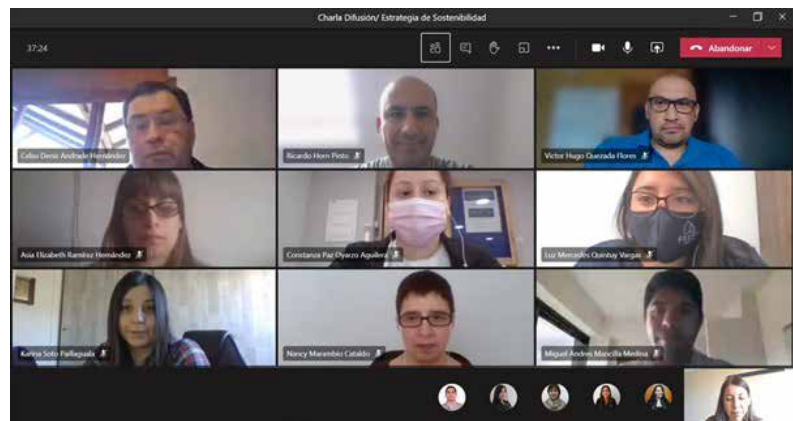 Charla Difusión/ Estrategia de Sostenibilidad
37:24
Abandonar
Celso Denis Andrade Hernández
Ricardo Horn Pinto
Victor Hugo Quezada Flores
Asia Elizabeth Ramírez Hernández
Constanza Paz Oyarzo Aguilera
Luz Mercedes Quintuy Vargas
Karina Soto Paillaguala
Nancy Marambio Cataldo
Miguel Andres Mancilla Medina